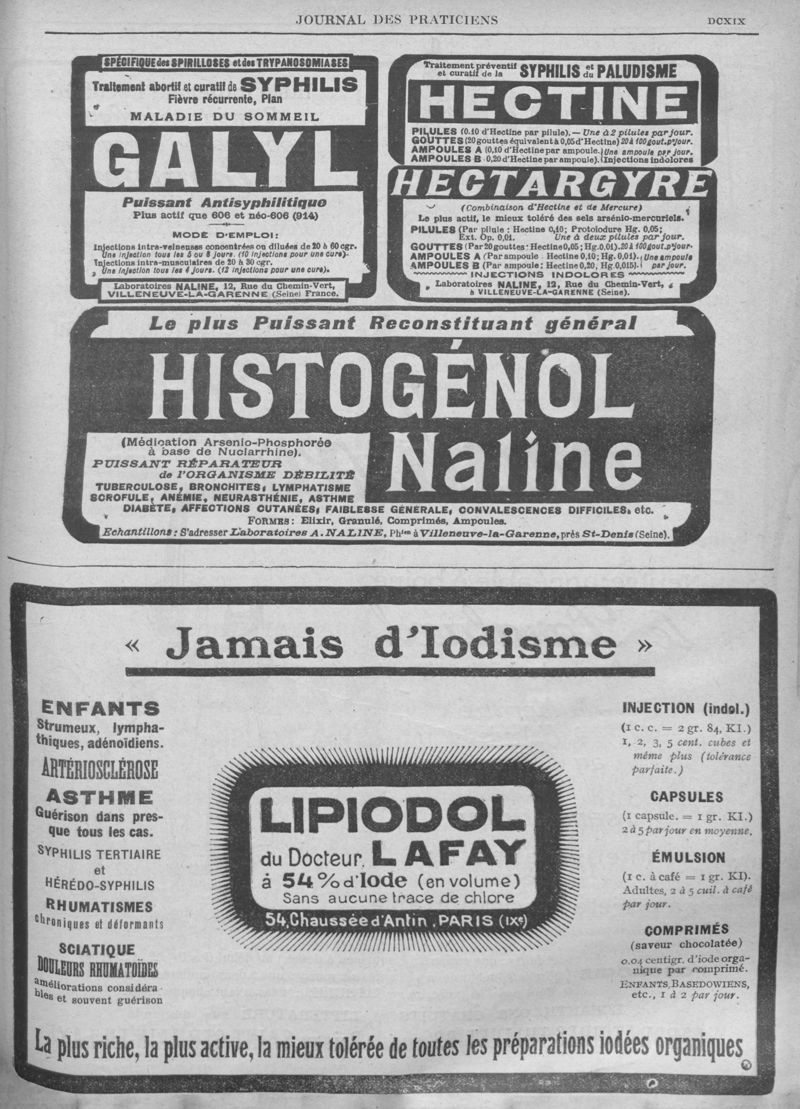 JOURNAL DES PRATICIENS
DCXIX
SPÉCIFIQUE des SPIRILLOSES et des TRYPANOSOMIASES
Traitement abortif et curatif de SYPHILIS
Fièvre récurrente, Pian
MALADIE DU SOMMEIL
GALYL
Puissant Antisyphilitique
Plus actif que 606 et néo-606 (914)
MODE D'EMPLOI:
Injections intra-veineuses concentrées ou diluées de 20 à 60 cgr.
Une injection tous les 5 ou 8 jours. (10 injections pour une cure).
Injections intra-musculaires de 20 à 30 cgr.
Une injection tous les 4 jours. (12 injections pour une cure).
Laboratoires NALINE, 12, Rue du Chemin-Vert,
VILLENEUVE-LA-GARENNE (Seine) France.
Traitement préventif
et curatif de la SYPHILIS et du PALUDISME
HECTINE
PILULES (0.10 d'Hectine par pilule). — Une à 2 pilules par jour.
GOUTTES (20 gouttes équivalent à 0,05 d'Hectine) 20 à 100 gout. p. jour.
AMPOULES A (0,10 d'Hectine par ampoule). Une ampoule par jour.
AMPOULES B (0,20 d'Hectine par ampoule). (Injections indolores
HECTARGYRE
(Combinaison d'Hectine et de Mercure)
Le plus actif, le mieux toléré des sels arsénio-mercuriels.
PILULES (Par pilule : Hectine 0,10; Protoiodure Hg. 0,05;
Ext. Op. 0,01. Une à deux pilules par jour.
GOUTTES (Par 20 gouttes: Hectine 0,05; Hg. 0,01). 20 à 100 gout. p. jour.
AMPOULES A (Par ampoule : Hectine 0,10; Hg. 0,01). Une ampoule
AMPOULES B (Par ampoule: Hectine 0,20, Hg. 0,015). par jour.
INJECTIONS INDOLORES
Laboratoires NALINE, 12, Rue du Chemin-Vert,
à VILLENEUVE-LA-GARENNE (Seine).
Le plus Puissant Reconstituant général
HISTOGÉNOL
Naline
(Médication Arsenio-Phosphorée
à base de Nuclarrhine).
PUISSANT RÉPARATEUR
de l'ORGANISME DÉBILITÉ
TUBERCULOSE, BRONCHITES, LYMPHATISME
SCROFULE, ANÉMIE, NEURASTHÉNIE, ASTHME
DIABÈTE, AFFECTIONS CUTANÉES, FAIBLESSE GÉNÉRALE, CONVALESCENCES DIFFICILES, etc.
FORMES: Elixir, Granulé, Comprimés, Ampoules.
Echantillons: S'adresser Laboratoires A. NALINE, Phien à Villeneuve-la-Garenne, près St-Denis (Seine).
« Jamais d'Iodisme »
ENFANTS
Strumeux, lympha-
thiques, adénoïdiens.
ARTÉRIOSCLÉROSE
ASTHME
Guérison dans pres-
que tous les cas.
SYPHILIS TERTIAIRE
et
HÉRÉDO-SYPHILIS
RHUMATISMES
chroniques et déformants
SCIATIQUE
DOULEURS RHUMATOÏDES
améliorations considéra-
bles et souvent guérison
LIPIODOL
du Docteur LAFAY
à 54 % d'Iode (en volume)
Sans aucune trace de chlore
54, Chaussée d'Antin, PARIS (IXe)
INJECTION (indol.)
(1 c. c. = 2 gr. 84, KI.)
1, 2, 3, 5 cent. cubes et
même plus (tolérance
parfaite.)
CAPSULES
(1 capsule. = 1 gr. KI.)
2 à 5 par jour en moyenne.
ÉMULSION
(1 c. à café = 1 gr. KI).
Adultes, 2 à 5 cuil. à café
par jour.
COMPRIMÉS
(saveur chocolatée)
0.04 centigr. d'iode orga-
nique par comprimé.
ENFANTS, BASEDOWIENS,
etc., 1 à 2 par jour.
La plus riche, la plus active, la mieux tolérée de toutes les préparations iodées organiques